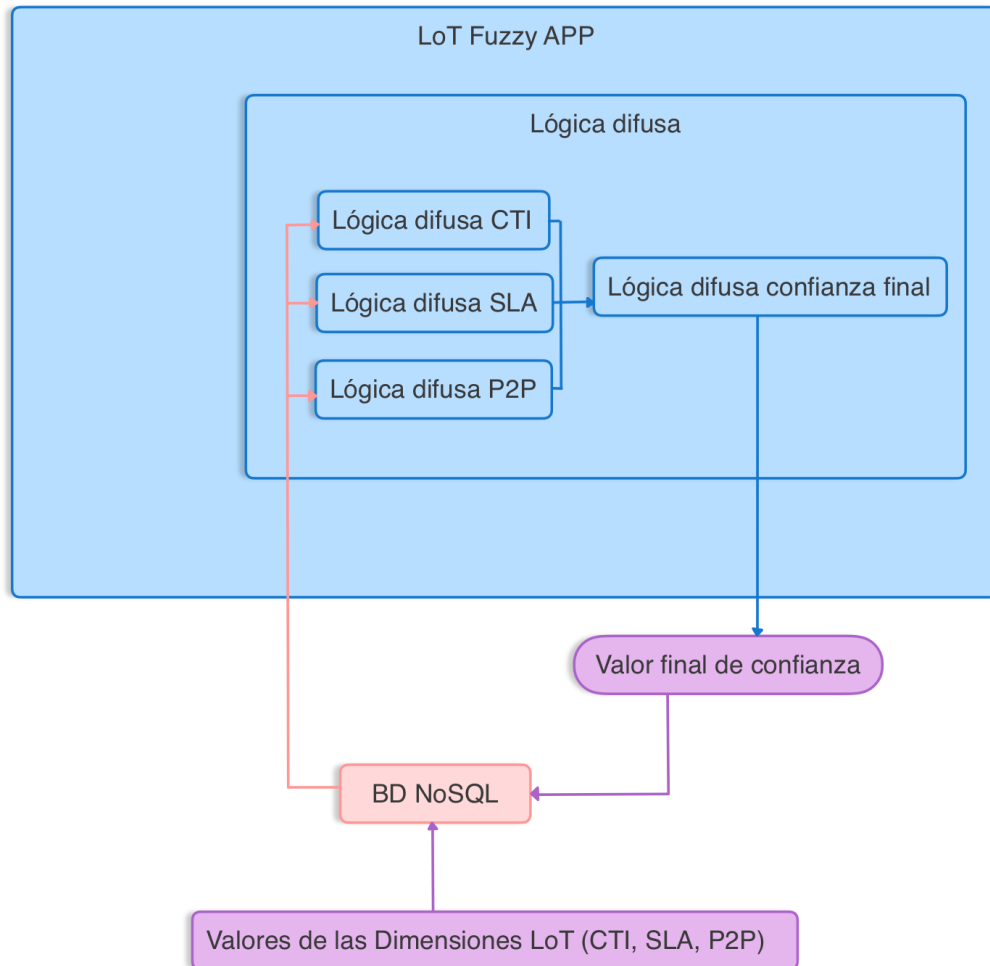 LoT Fuzzy APP
Lógica difusa
Lógica difusa CTI
Lógica difusa SLA
Lógica difusa P2P
Lógica difusa confianza final
Valor final de confianza
BD NoSQL
Valores de las Dimensiones LoT (CTI, SLA, P2P)